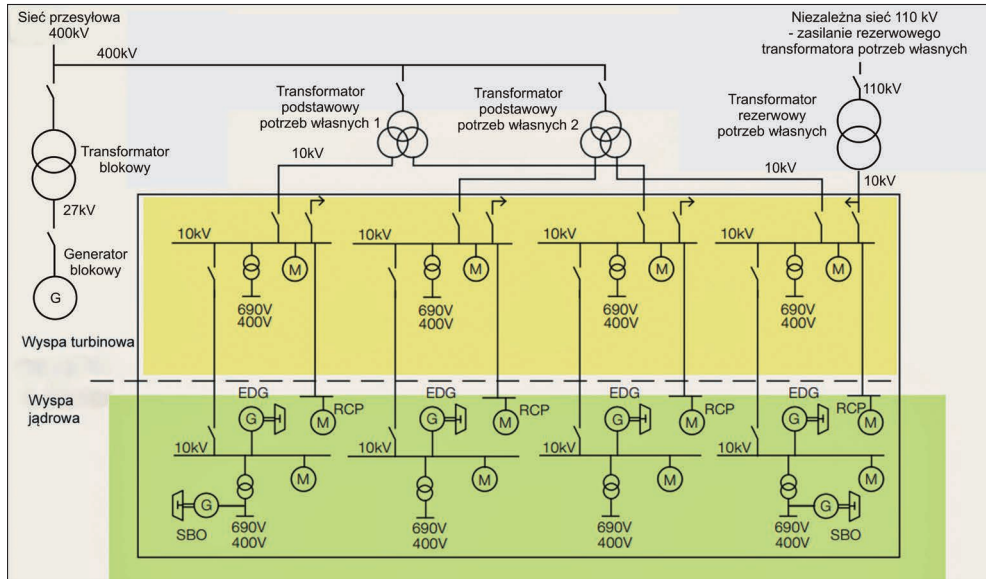 Sieć przesyłowa
400kV
400kV
Niezależna sieć 110 kV
- zasilanie rezerwowego
transformatora potrzeb własnych
110kV
Transformator
podstawowy
potrzeb własnych 1
Transformator
podstawowy
potrzeb własnych 2
Transformator
rezerwowy
potrzeb własnych
Transformator
blokowy
10kV
10kV
10kV
27kV
Generator
blokowy
G
Wyspa turbinowa
10kV
M
690V
400V
10kV
M
690V
400V
10kV
M
690V
400V
10kV
M
690V
400V
Wyspa
jądrowa
EDG
G
RCP
M
10kV
M
G
SBO
690V
400V
EDG
G
RCP
M
10kV
M
690V
400V
EDG
G
RCP
M
10kV
M
690V
400V
EDG
G
RCP
M
10kV
M
G
SBO
690V
400V